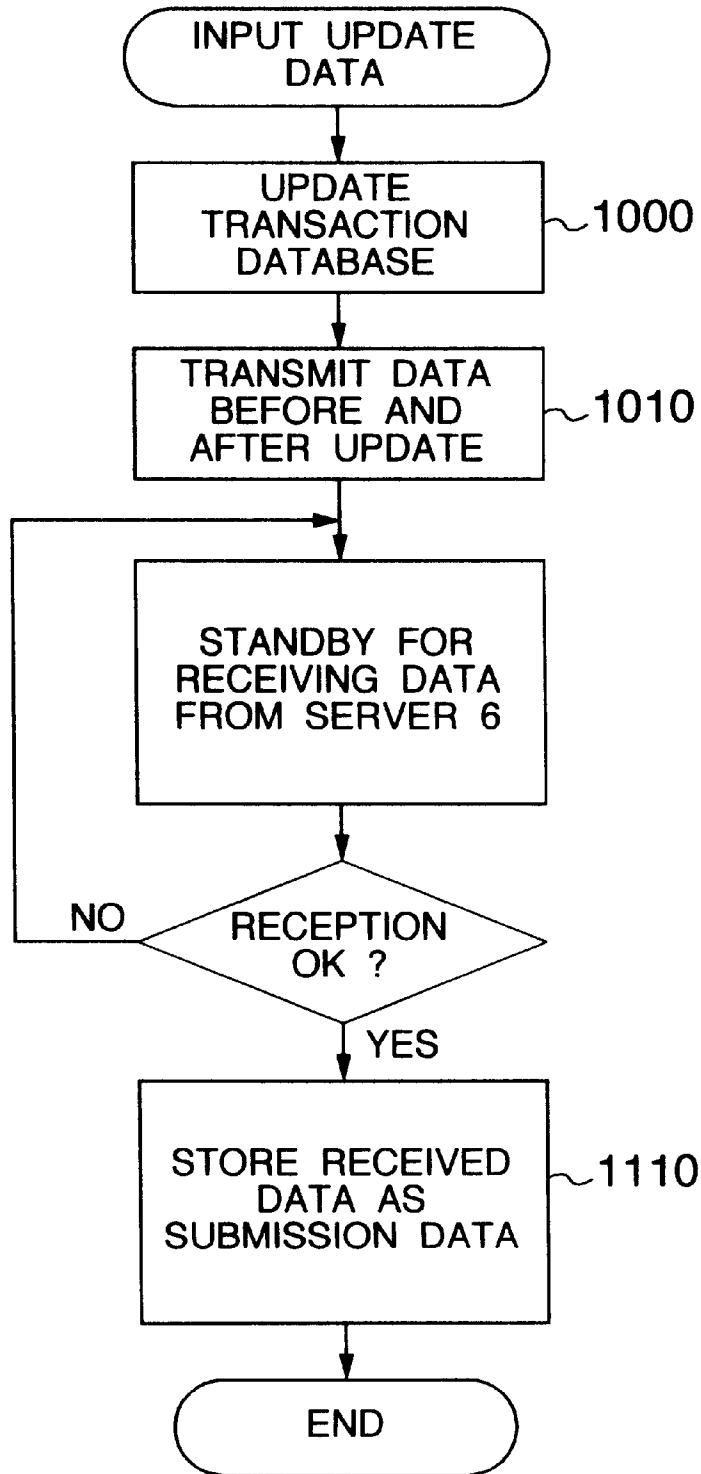 INPUT UPDATE
DATA
UPDATE
TRANSACTION
DATABASE
1000
TRANSMIT DATA
BEFORE AND
AFTER UPDATE
1010
STANDBY FOR
RECEIVING DATA
FROM SERVER 6
NO
RECEPTION
OK ?
YES
STORE RECEIVED
DATA AS
SUBMISSION DATA
1110
END